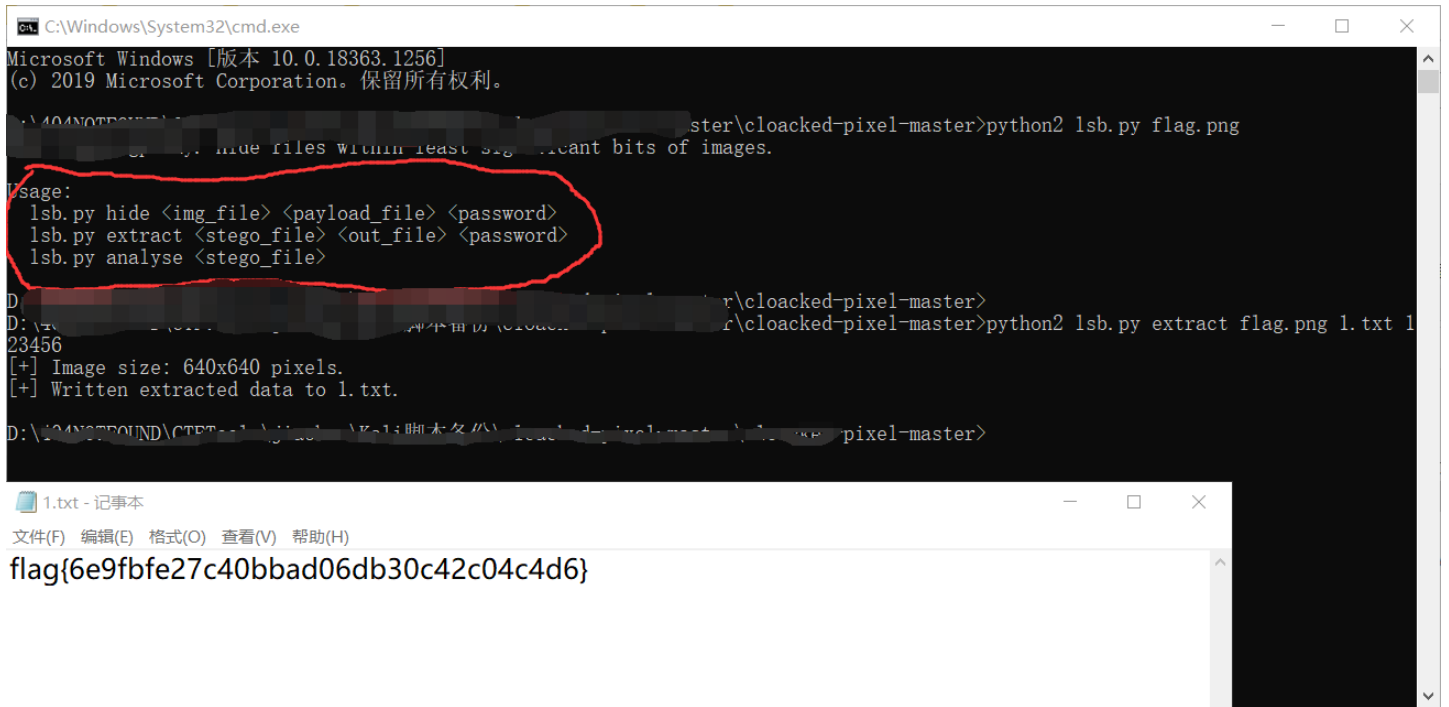 C:\Windows\System32\cmd.exe
Microsoft Windows [版本 10.0.18363.1256]
(c) 2019 Microsoft Corporation。保留所有权利。
ster\cloacked-pixel-master>python2 lsb.py flag.png
hide files within least significant bits of images.
Usage:
lsb.py hide <img_file> <payload_file> <password>
lsb.py extract <stego_file> <out_file> <password>
lsb.py analyse <stego_file>
r\cloacked-pixel-master>
D:\ r\cloacked-pixel-master>python2 lsb.py extract flag.png 1.txt 1
23456
[+] Image size: 640x640 pixels.
[+] Written extracted data to 1.txt.
D:\ pixel-master>
1.txt - 记事本
文件(F) 编辑(E) 格式(O) 查看(V) 帮助(H)
flag{6e9fbfe27c40bbad06db30c42c04c4d6}